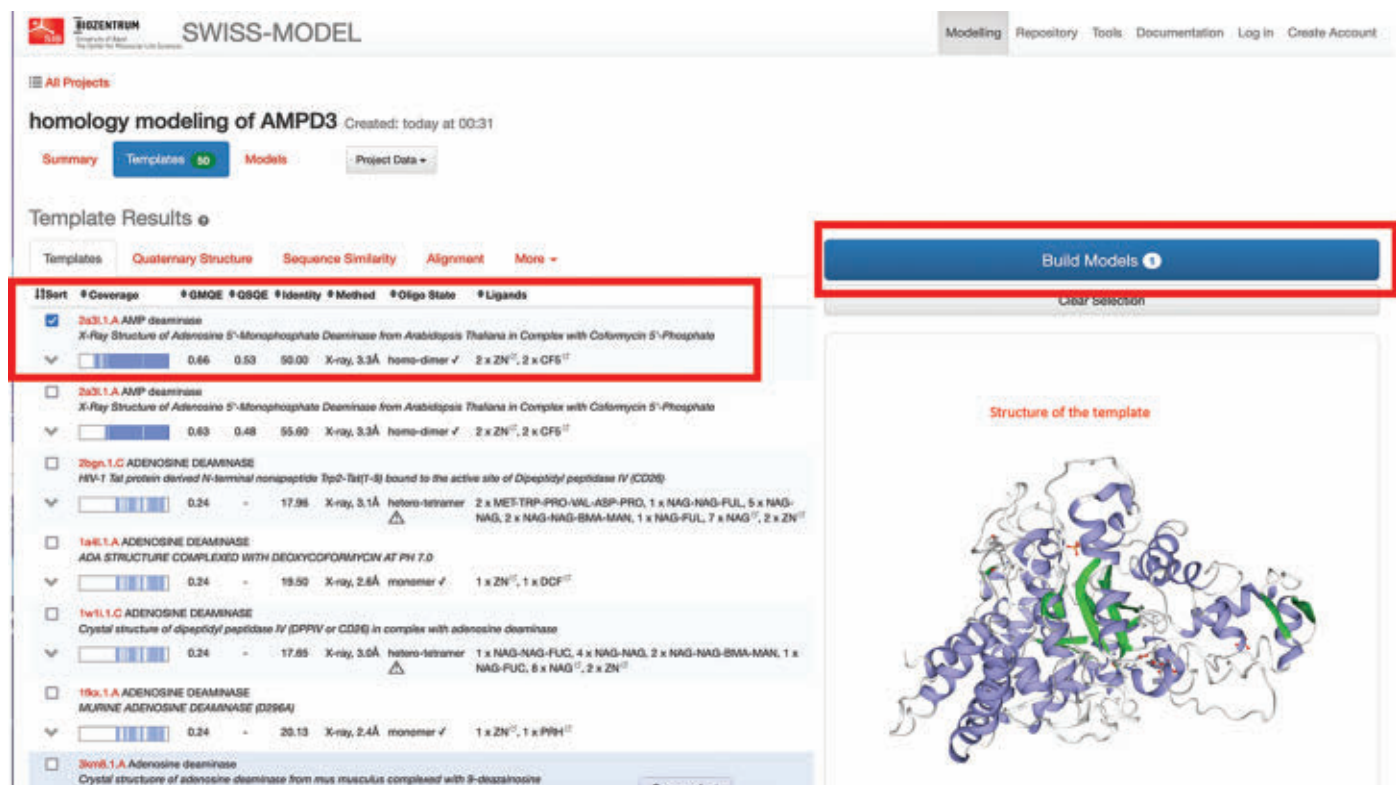 BIOZENTRUM
SWISS-MODEL
Modelling Repository Tools Documentation Log in Create Account
All Projects
homology modeling of AMPD3 Created: today at 00:31
Summary Templates 50 Models Project Data
Template Results
Templates Quaternary Structure Sequence Similarity Alignment More
Build Models 1
Clear Selection
Sort Coverage GMQE QSQE Identity Method Oligo State Ligands
2a3l.1.A AMP deaminase
X-Ray Structure of Adenosine 5'-Monophosphate Deaminase from Arabidopsis Thaliana in Complex with Coformycin 5'-Phosphate
0.66 0.53 50.00 X-ray, 3.3Å homo-dimer ✓ 2 x ZN, 2 x CF5
2a3l.1.A AMP deaminase
X-Ray Structure of Adenosine 5'-Monophosphate Deaminase from Arabidopsis Thaliana in Complex with Coformycin 5'-Phosphate
0.63 0.48 55.60 X-ray, 3.3Å homo-dimer ✓ 2 x ZN, 2 x CF5
2bgn.1.C ADENOSINE DEAMINASE
HIV-1 Tat protein derived N-terminal nonapeptide Trp2-Tat(1-9) bound to the active site of Dipeptidyl peptidase IV (CD26)
0.24 - 17.96 X-ray, 3.1Å hetero-tetramer 2 x MET-TRP-PRO-VAL-ASP-PRO, 1 x NAG-NAG-FUL, 5 x NAG-
NAG, 2 x NAG-NAG-BMA-MAN, 1 x NAG-FUL, 7 x NAG, 2 x ZN
1a4l.1.A ADENOSINE DEAMINASE
ADA STRUCTURE COMPLEXED WITH DEOXYCOFORMYCIN AT PH 7.0
0.24 - 19.50 X-ray, 2.6Å monomer ✓ 1 x ZN, 1 x DCF
1w1i.1.C ADENOSINE DEAMINASE
Crystal structure of dipeptidyl peptidase IV (DPPIV or CD26) in complex with adenosine deaminase
0.24 - 17.65 X-ray, 3.0Å hetero-tetramer 1 x NAG-NAG-FUC, 4 x NAG-NAG, 2 x NAG-NAG-BMA-MAN, 1 x
NAG-FUC, 8 x NAG, 2 x ZN
1fkx.1.A ADENOSINE DEAMINASE
MURINE ADENOSINE DEAMINASE (D296A)
0.24 - 20.13 X-ray, 2.4Å monomer ✓ 1 x ZN, 1 x PRH
3km8.1.A Adenosine deaminase
Crystal structuore of adenosine deaminase from mus musculus complexed with 9-deazainosine
Structure of the template